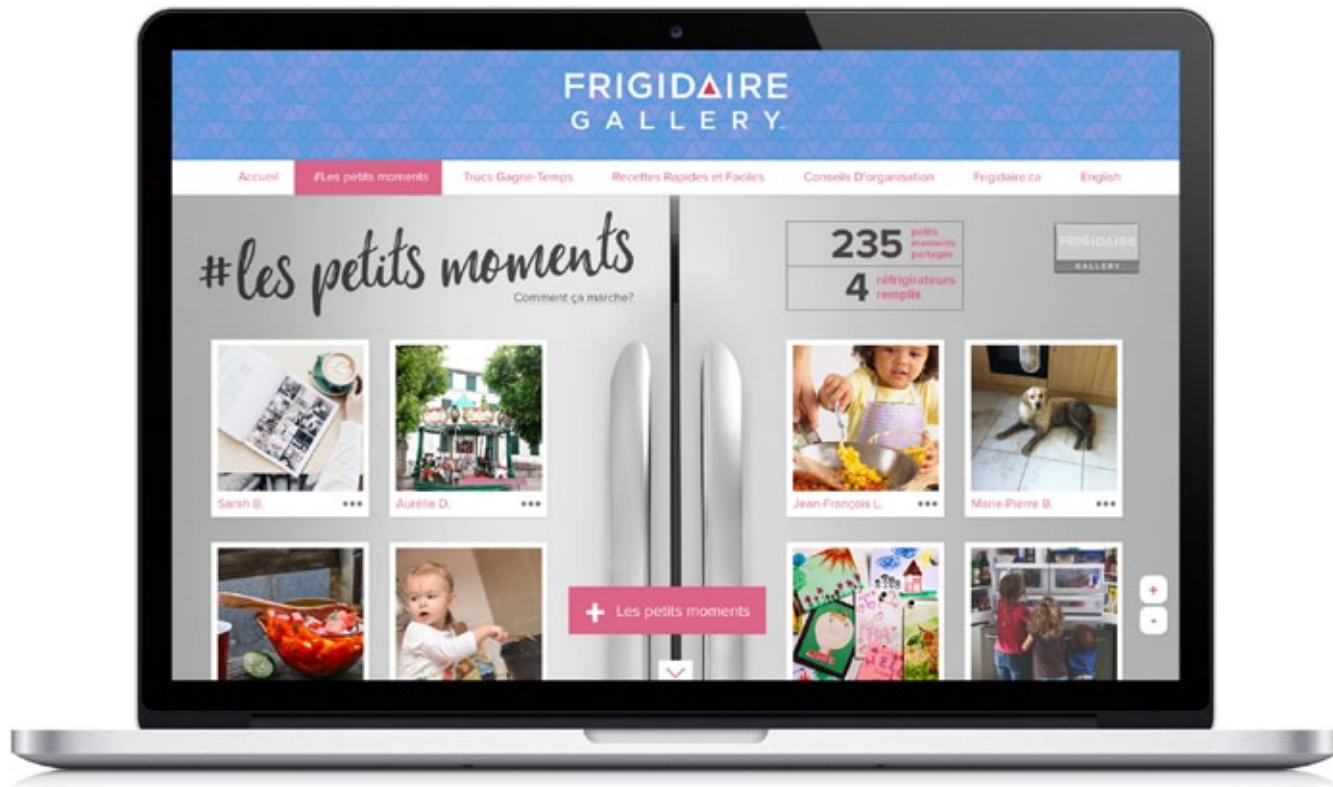 FRIGIDAIRE
GALLERY
Accueil
#Les petits moments
Trucs Gagne-Temps
Recettes Rapides et Faciles
Conseils D'organisation
Frigidaire.ca
English
#les petits moments
Comment ça marche?
235 petits
moments
partagés
4 réfrigirateurs
remplis
FRIGIDAIRE
GALLERY
Sarah B.
Aurélie D.
Jean-François L.
Marie-Pierre B.
+ Les petits moments